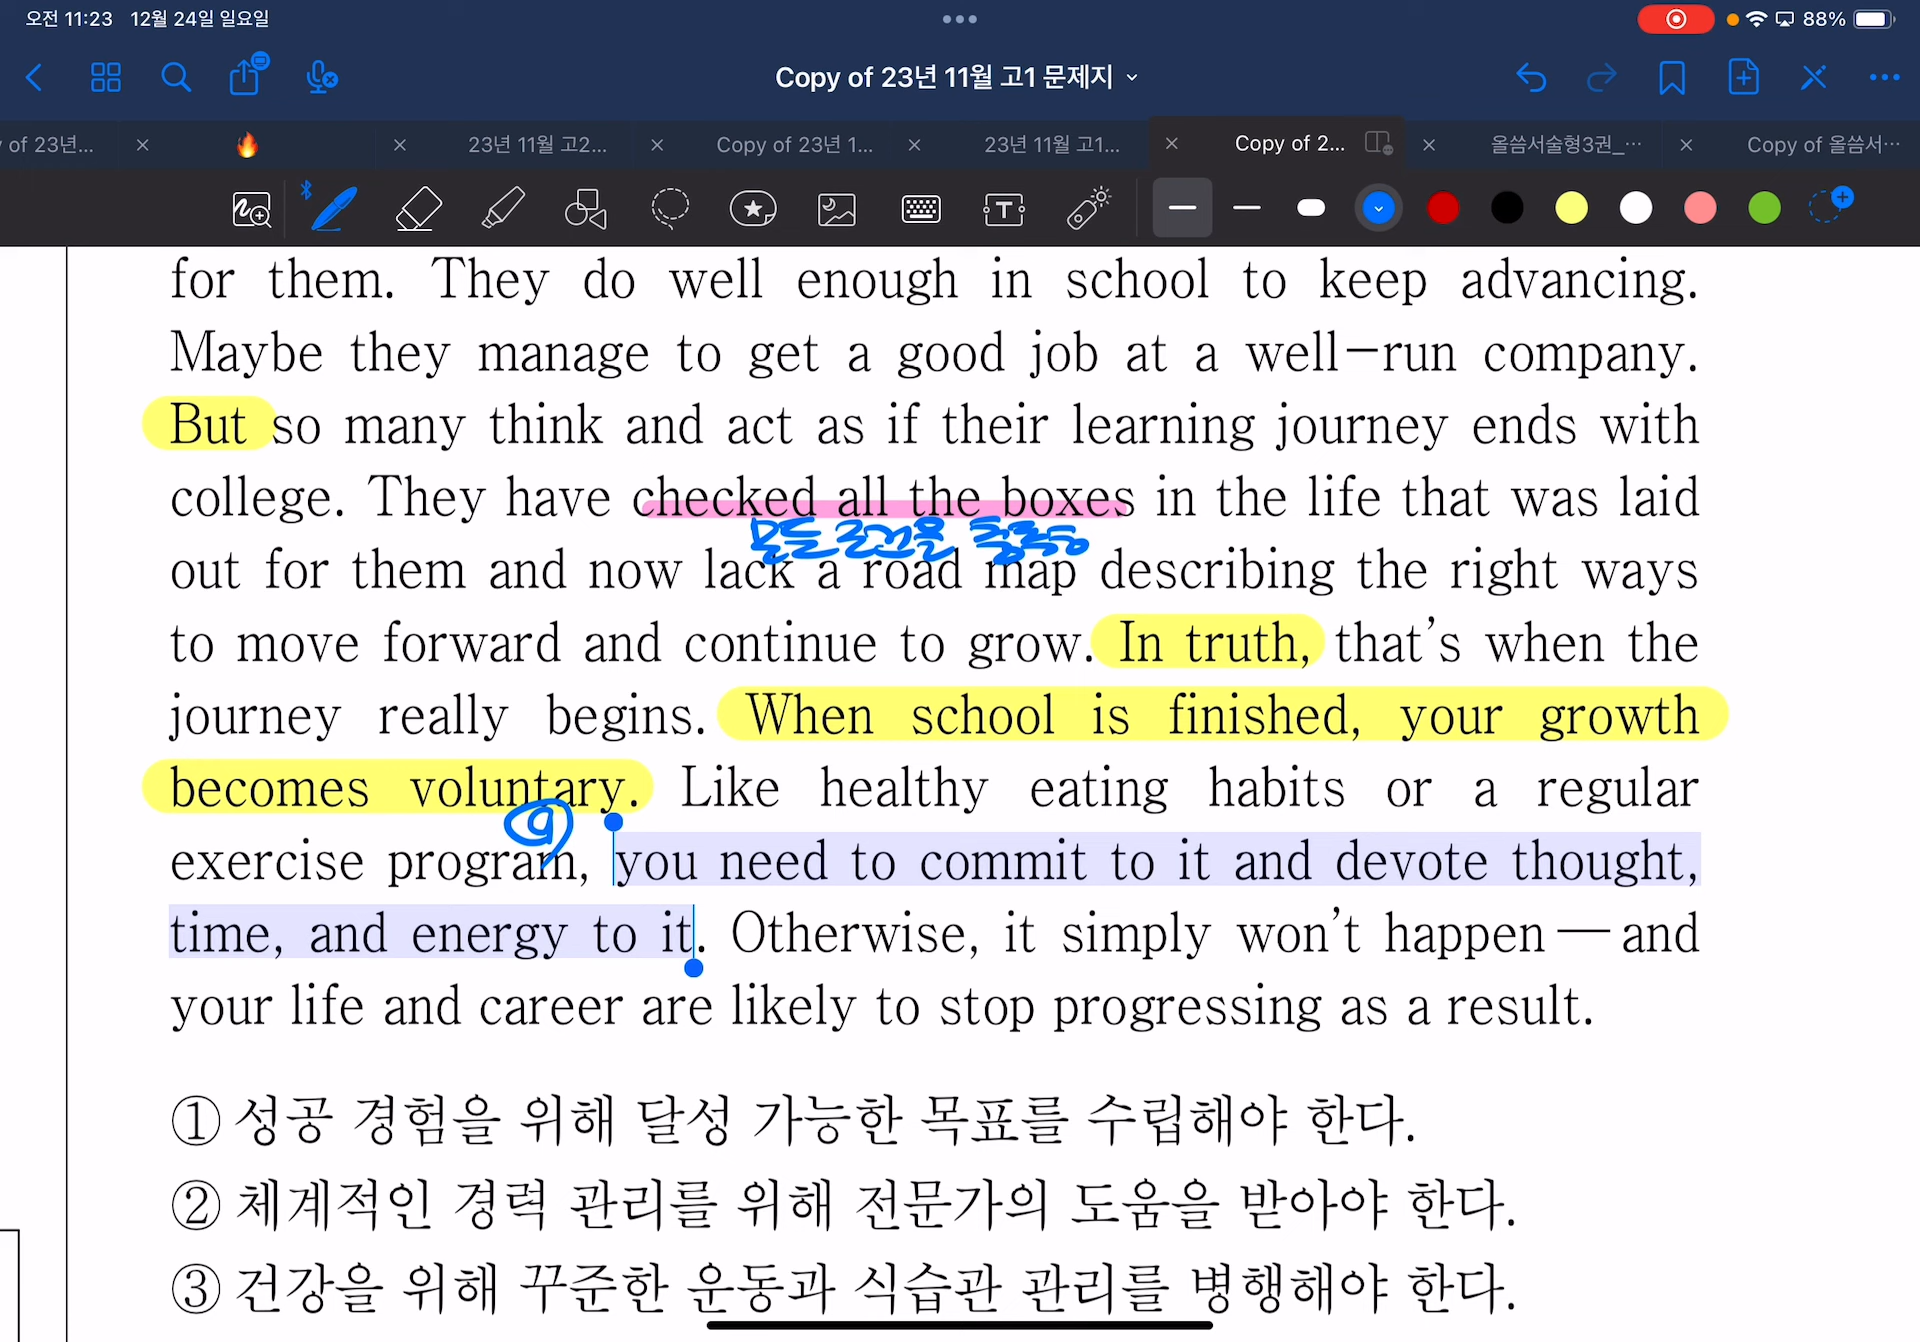 오전 11:23 12월 24일 일요일
88%
Copy of 23년 11월 고1 문제지
of 23년...
23년 11월 고2...
Copy of 23년 1...
23년 11월 고1...
Copy of 2...
올씀서술형3권_...
Copy of 올씀서...
for them. They do well enough in school to keep advancing.
Maybe they manage to get a good job at a well-run company.
But so many think and act as if their learning journey ends with
college. They have checked all the boxes in the life that was laid
모든 조건을 충족함
out for them and now lack a road map describing the right ways
to move forward and continue to grow. In truth, that's when the
journey really begins. When school is finished, your growth
becomes voluntary. Like healthy eating habits or a regular
exercise program, you need to commit to it and devote thought,
time, and energy to it. Otherwise, it simply won't happen — and
your life and career are likely to stop progressing as a result.
① 성공 경험을 위해 달성 가능한 목표를 수립해야 한다.
② 체계적인 경력 관리를 위해 전문가의 도움을 받아야 한다.
③ 건강을 위해 꾸준한 운동과 식습관 관리를 병행해야 한다.